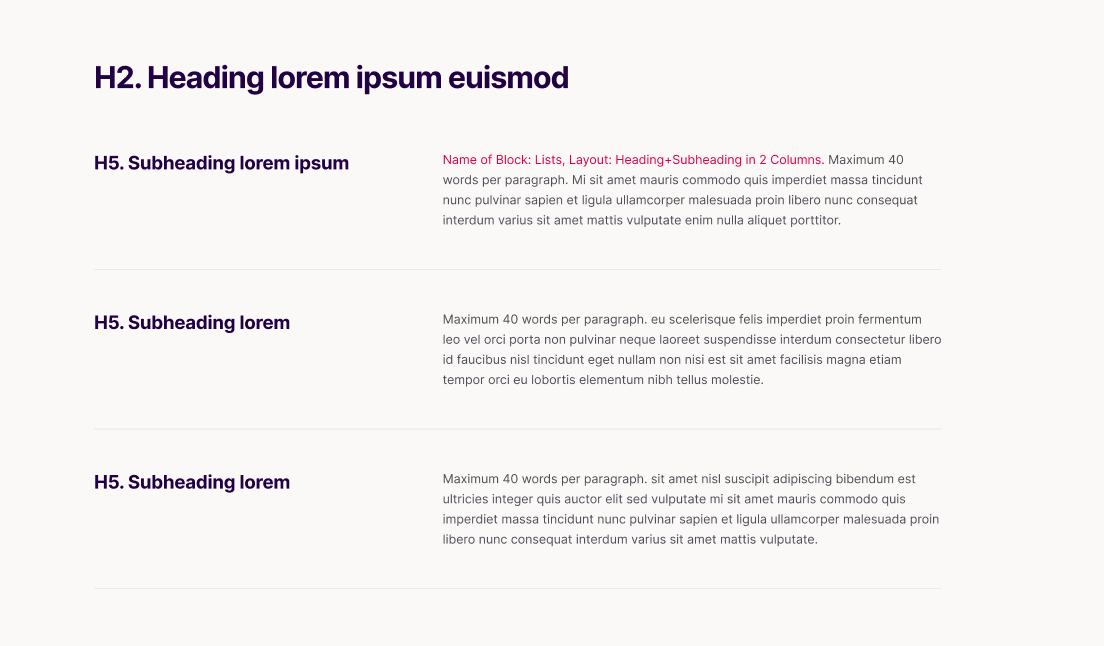 H2. Heading lorem ipsum euismod
H5. Subheading lorem ipsum
Name of Block: Lists, Layout: Heading+Subheading in 2 Columns. Maximum 40
words per paragraph. Mi sit amet mauris commodo quis imperdiet massa tincidunt
nunc pulvinar sapien et ligula ullamcorper malesuada proin libero nunc consequat
interdum varius sit amet mattis vulputate enim nulla aliquet porttitor.
H5. Subheading lorem
Maximum 40 words per paragraph. eu scelerisque felis imperdiet proin fermentum
leo vel orci porta non pulvinar neque laoreet suspendisse interdum consectetur libero
id faucibus nisl tincidunt eget nullam non nisi est sit amet facilisis magna etiam
tempor orci eu lobortis elementum nibh tellus molestie.
H5. Subheading lorem
Maximum 40 words per paragraph. sit amet nisl suscipit adipiscing bibendum est
ultricies integer quis auctor elit sed vulputate mi sit amet mauris commodo quis
imperdiet massa tincidunt nunc pulvinar sapien et ligula ullamcorper malesuada proin
libero nunc consequat interdum varius sit amet mattis vulputate.